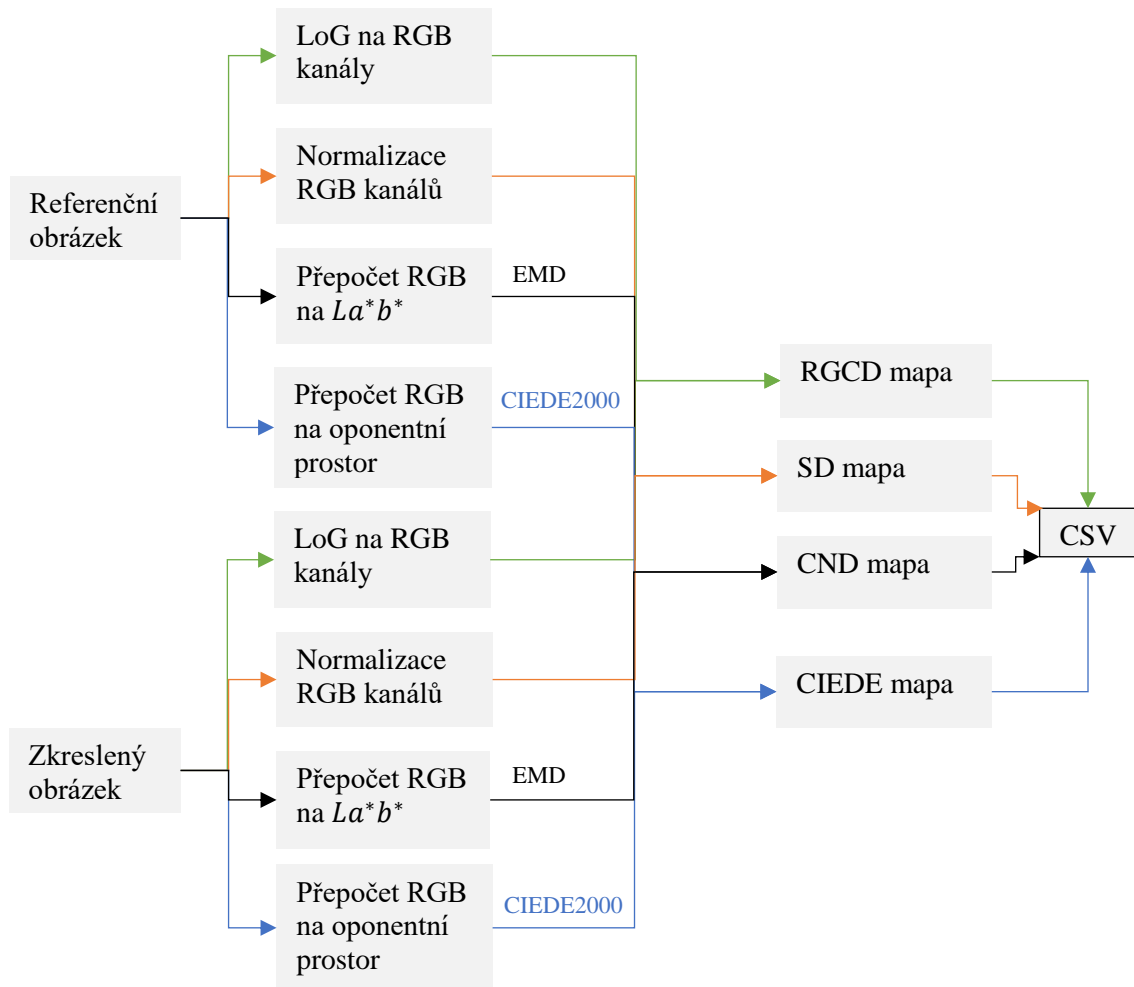 LoG na RGB
kanály
Normalizace
RGB kanálů
Referenční
obrázek
Přepočet RGB
na La*b*
EMD
Přepočet RGB
na oponentní
prostor
CIEDE2000
LoG na RGB
kanály
Normalizace
RGB kanálů
Zkreslený
obrázek
Přepočet RGB
na La*b*
EMD
Přepočet RGB
na oponentní
prostor
CIEDE2000
RGCD mapa
SD mapa
CND mapa
CIEDE mapa
CSV